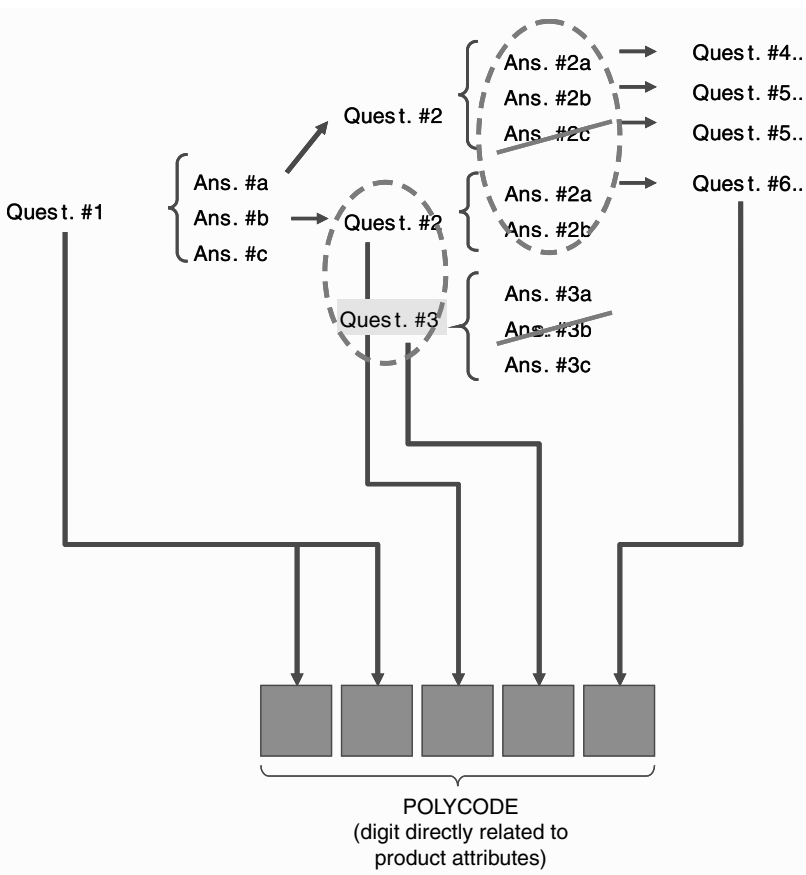 Quest. #1
Ans. #a
Ans. #b
Ans. #c
Quest. #2
Quest. #2
Quest. #3
Ans. #2a
Ans. #2b
Ans. #2c
Ans. #2a
Ans. #2b
Ans. #3a
Ans. #3b
Ans. #3c
Quest. #4..
Quest. #5..
Quest. #5..
Quest. #6..
POLYCODE
(digit directly related to
product attributes)